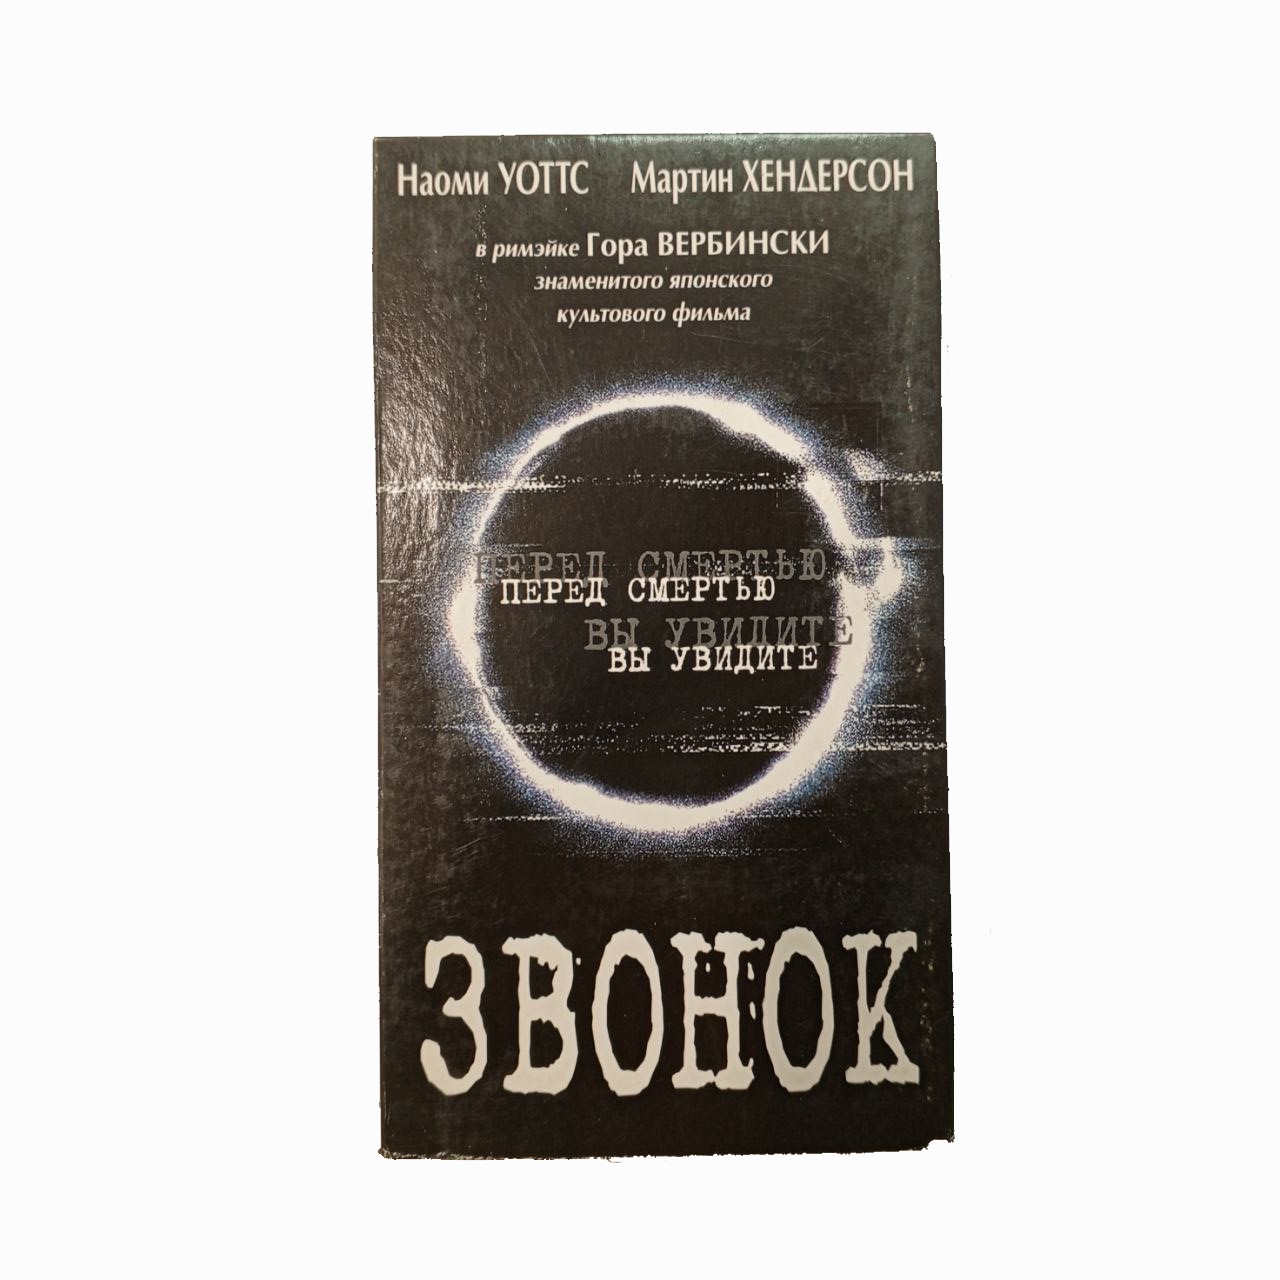 Наоми УОТТС Мартин ХЕНДЕРСОН
в римэйке Гора ВЕРБИНСКИ
знаменитого японского
культового фильма
ПЕРЕД СМЕРТЬЮ
ПЕРЕД СМЕРТЬЮ
ВЫ УВИДИТЕ
ВЫ УВИДИТЕ
ЗВОНОК